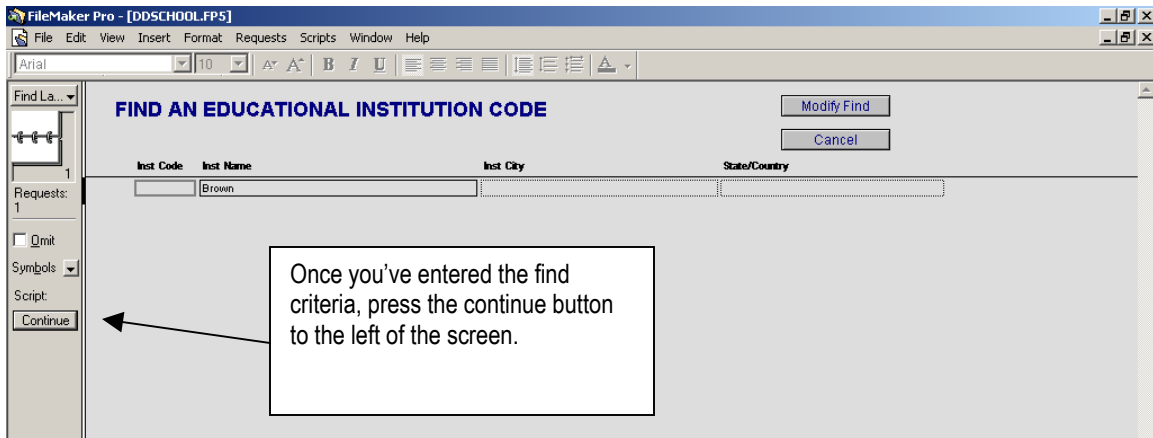 FileMaker Pro - [DDSCHOOL.FP5]
File Edit View Insert Format Requests Scripts Window Help
Arial 10 B I U A
Find La...
FIND AN EDUCATIONAL INSTITUTION CODE
Modify Find
Cancel
Inst Code Inst Name Inst City State/Country
1
Brown
Requests:
1
Omit
Symbols
Script:
Continue
Once you’ve entered the find
criteria, press the continue button
to the left of the screen.